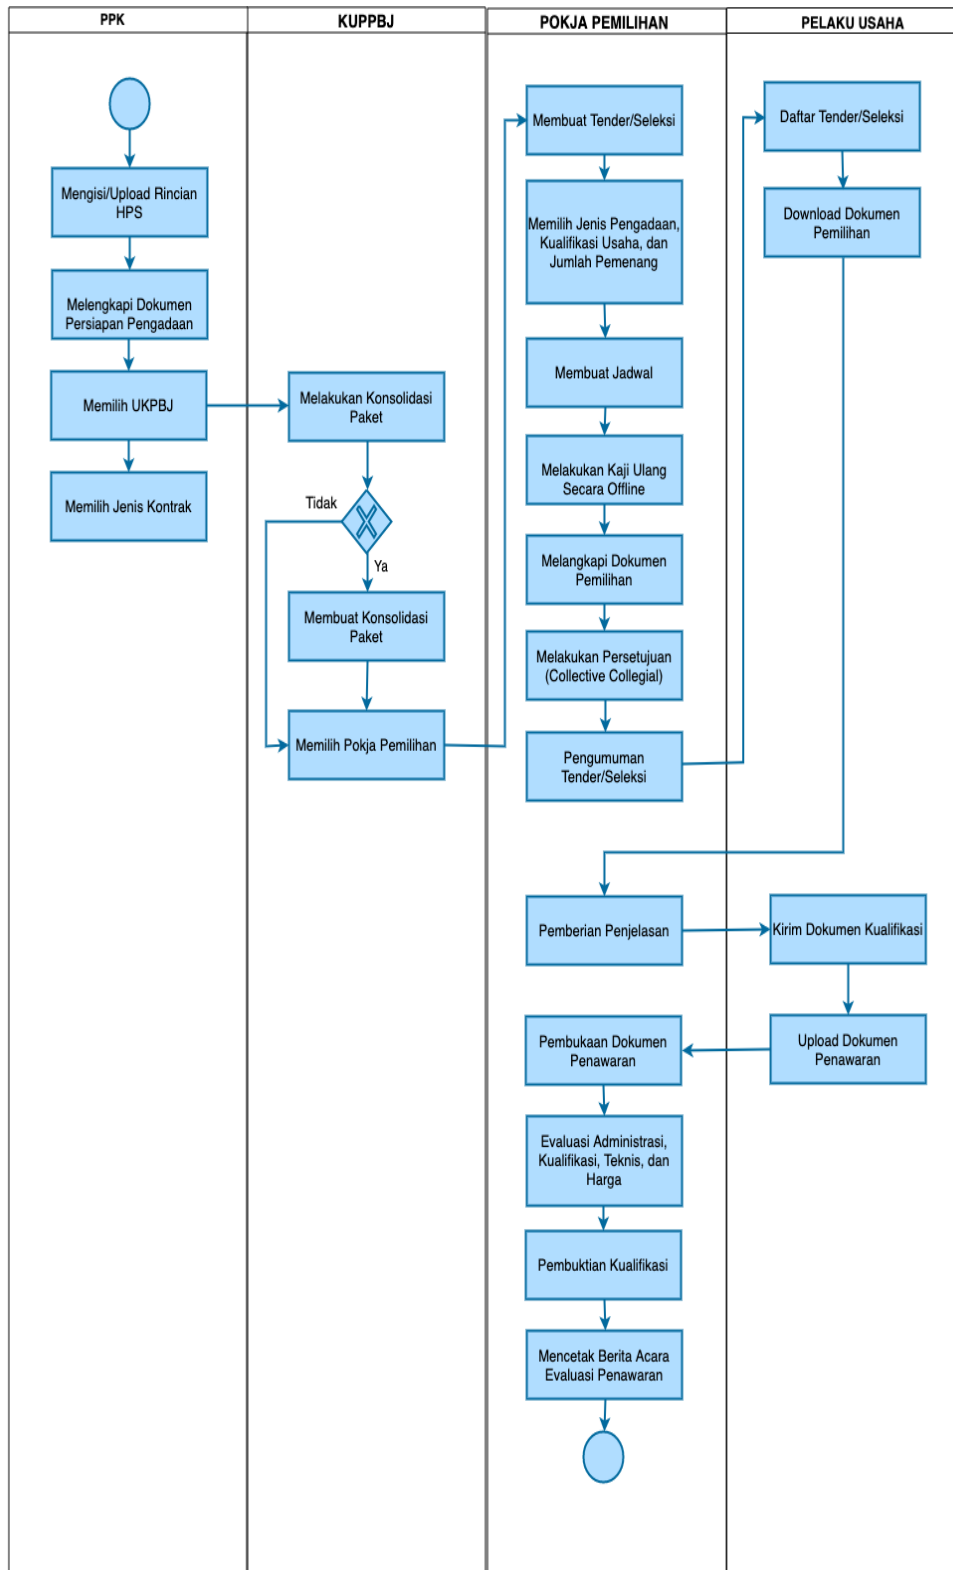 PPK
KUPPBJ
POKJA PEMILIHAN
PELAKU USAHA
Mengisi/Upload Rincian
HPS
Melengkapi Dokumen
Persiapan Pengadaan
Memilih UKPBJ
Memilih Jenis Kontrak
Melakukan Konsolidasi
Paket
Tidak
Ya
Membuat Konsolidasi
Paket
Memilih Pokja Pemilihan
Membuat Tender/Seleksi
Memilih Jenis Pengadaan,
Kualifikasi Usaha, dan
Jumlah Pemenang
Membuat Jadwal
Melakukan Kaji Ulang
Secara Offline
Melangkapi Dokumen
Pemilihan
Melakukan Persetujuan
(Collective Collegial)
Pengumuman
Tender/Seleksi
Daftar Tender/Seleksi
Download Dokumen
Pemilihan
Pemberian Penjelasan
Kirim Dokumen Kualifikasi
Upload Dokumen
Penawaran
Pembukaan Dokumen
Penawaran
Evaluasi Administrasi,
Kualifikasi, Teknis, dan
Harga
Pembuktian Kualifikasi
Mencetak Berita Acara
Evaluasi Penawaran